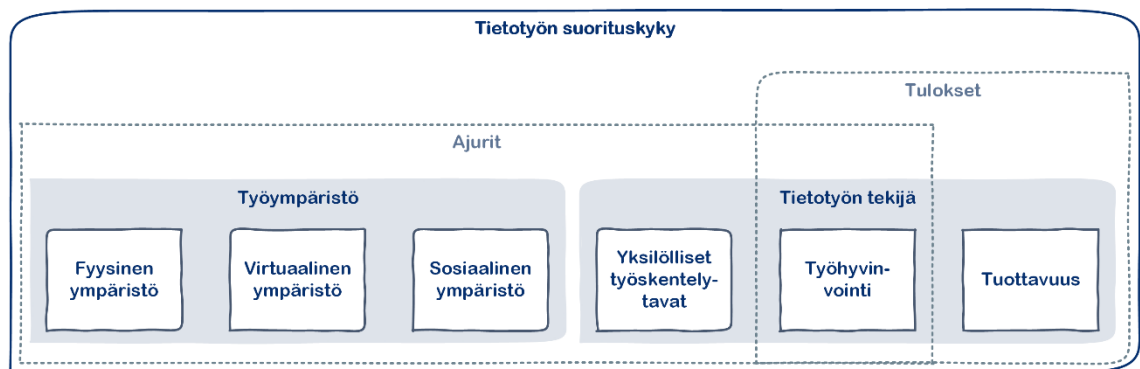 Tietotyön suorituskyky
Tulokset
Ajurit
Työympäristö
Tietotyön tekijä
Fyysinen
ympäristö
Virtuaalinen
ympäristö
Sosiaalinen
ympäristö
Yksilölliset
työskentely-
tavat
Työhyvin-
vointi
Tuottavuus